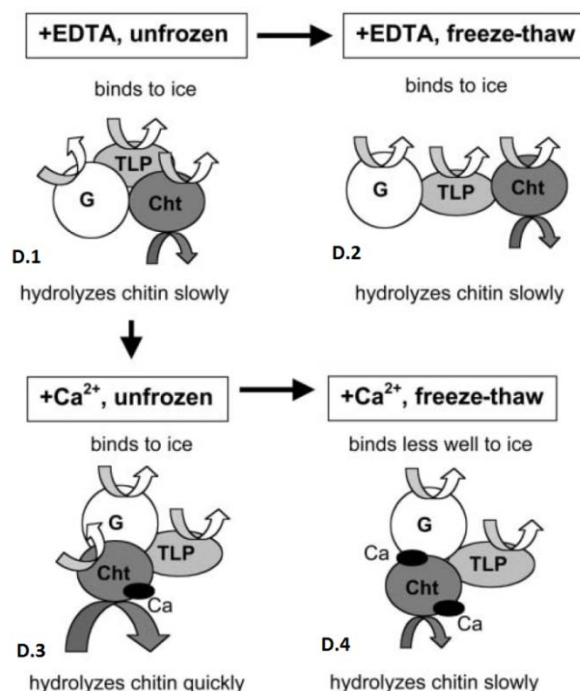 +EDTA, unfrozen
+EDTA, freeze-thaw
binds to ice
binds to ice
TLP
G
Cht
G
TLP
Cht
D.1
D.2
hydrolyzes chitin slowly
hydrolyzes chitin slowly
+Ca²⁺, unfrozen
+Ca²⁺, freeze-thaw
binds to ice
binds less well to ice
G
TLP
Cht
Ca
G
Ca
TLP
Cht
Ca
D.3
D.4
hydrolyzes chitin quickly
hydrolyzes chitin slowly